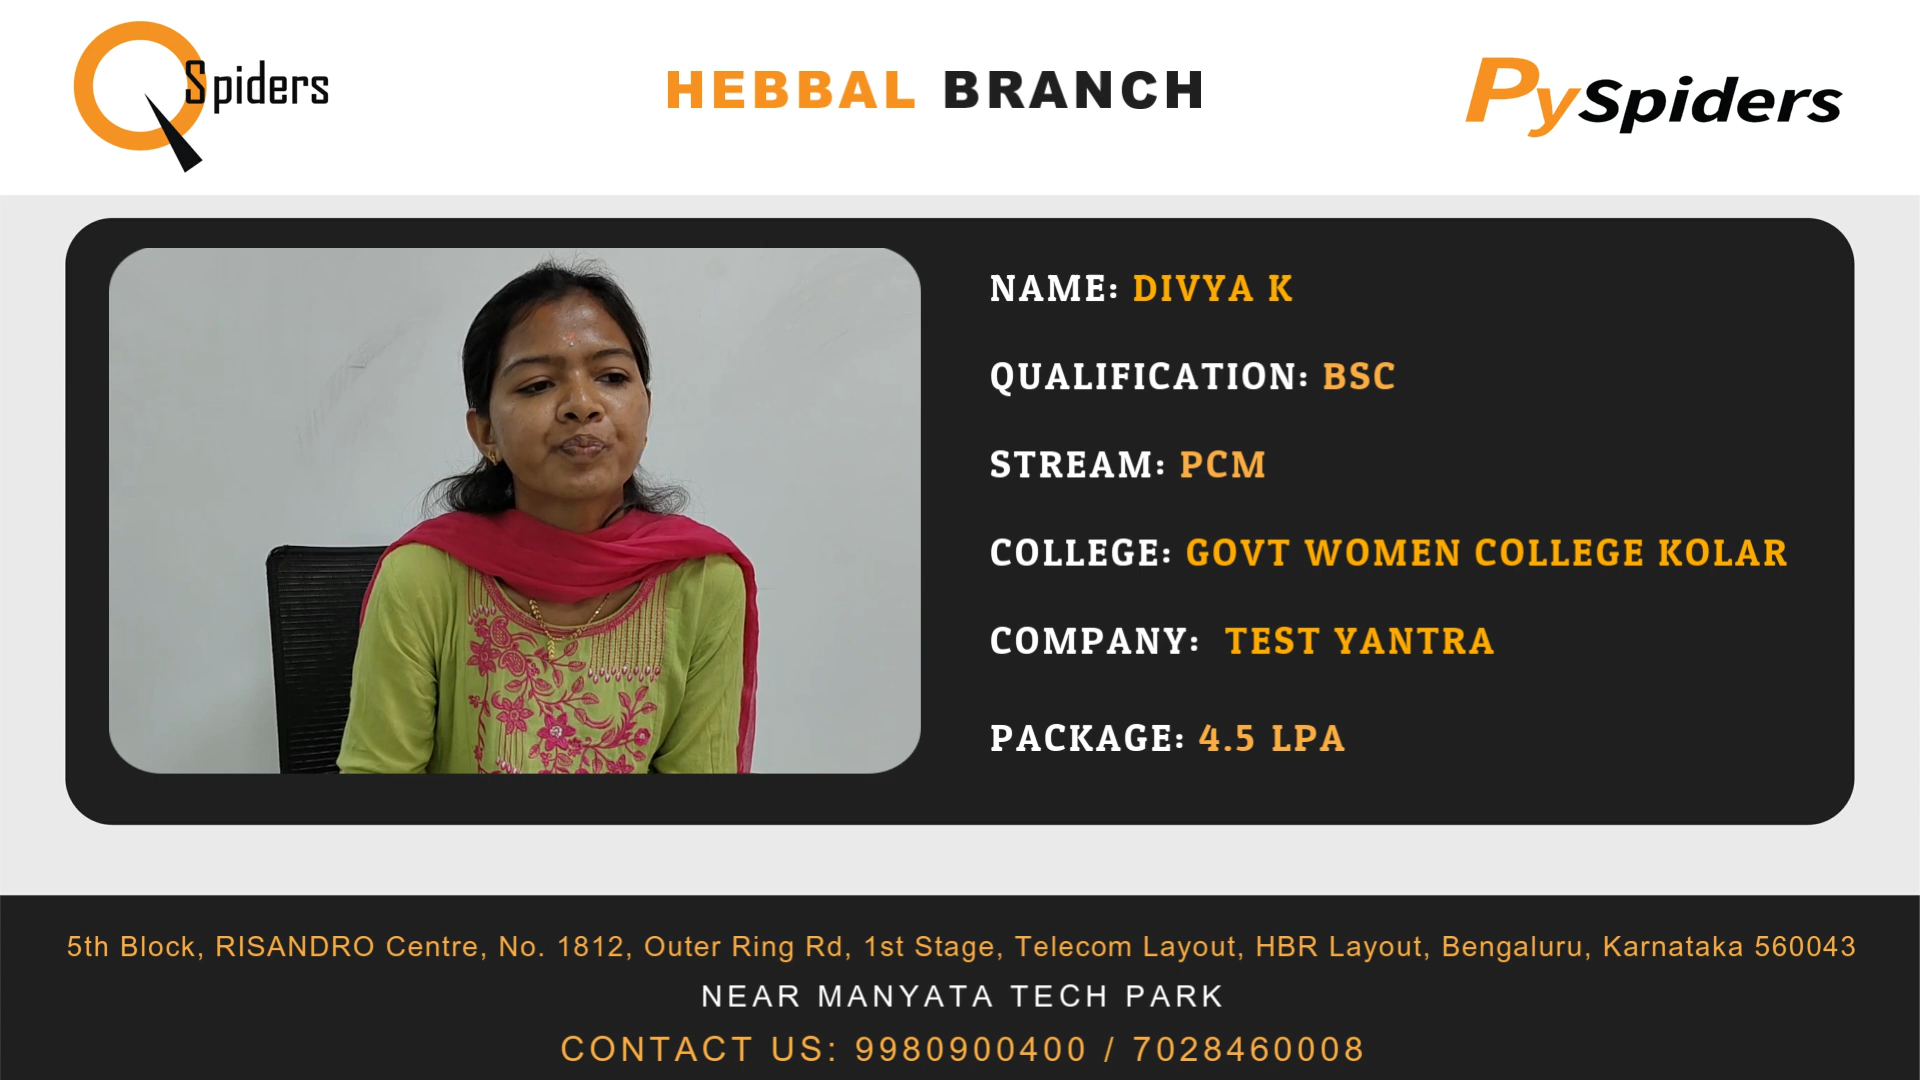 QSpiders
HEBBAL BRANCH
PySpiders
NAME: DIVYA K
QUALIFICATION: BSC
STREAM: PCM
COLLEGE: GOVT WOMEN COLLEGE KOLAR
COMPANY: TEST YANTRA
PACKAGE: 4.5 LPA
5th Block, RISANDRO Centre, No. 1812, Outer Ring Rd, 1st Stage, Telecom Layout, HBR Layout, Bengaluru, Karnataka 560043
NEAR MANYATA TECH PARK
CONTACT US: 9980900400 / 7028460008